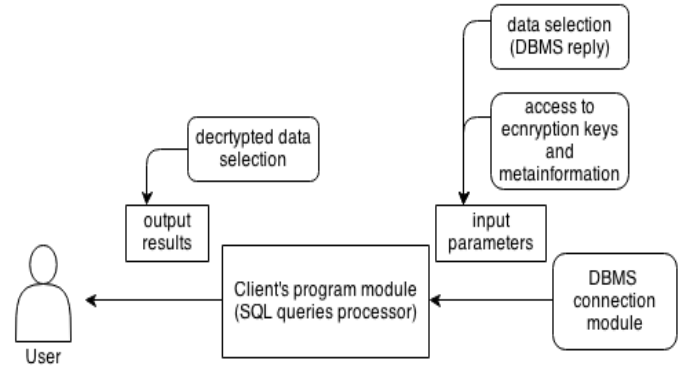 data selection
(DBMS reply)
access to
ecnryption keys
and
metainformation
decrtypted data
selection
output
results
input
parameters
Client's program module
(SQL queries processor)
DBMS
connection
module
User